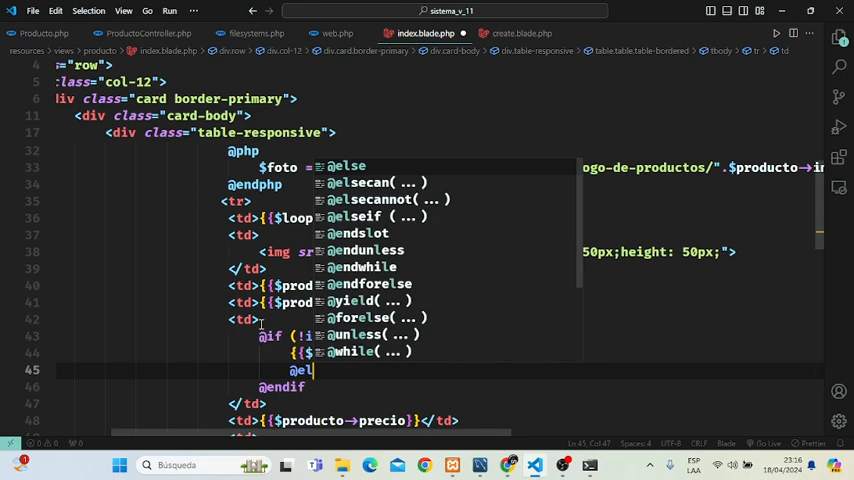 File Edit Selection View Go Run ... sistema_v_11
Producto.php ProductoController.php filesystems.php web.php index.blade.php create.blade.php
resources > views > producto > index.blade.php > div.row > div.col-12 > div.card.border-primary > div.card-body > div.table-responsive > table.table.table-bordered > tbody > tr > td
4 ="row">
5 lass="col-12">
6 iv class="card border-primary">
11 <div class="card-body">
17 <div class="table-responsive">
32 @php
33 $foto = ogo-de-productos/".$producto->im
34 @endphp
35 <tr>
36 <td>{{$loop
37 <td>
38 <img sr 50px;height: 50px;">
39 </td>
40 <td>{{$prod
41 <td>{{$prod
42 <td>
43 @if (!i
44 {{$
45 @el
46 @endif
47 </td>
48 <td>{{$producto->precio}}</td>
@else
@elsecan(...)
@elsecannot(...)
@elseif (...)
@endslot
@endunless
@endwhile
@endforelse
@yield(...)
@forelse(...)
@unless(...)
@while(...)
0 0 0 Ln 45, Col 47 Spaces: 4 UTF-8 CRLF Blade Go Live Prettier
Búsqueda ESP LAA 23:16 18/04/2024